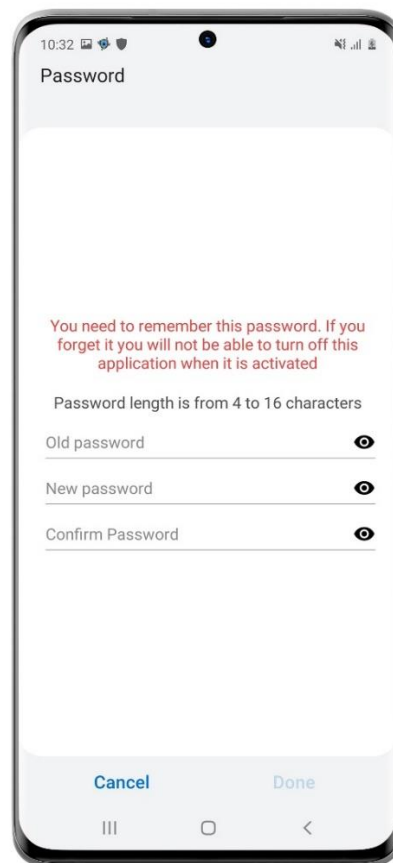 10:32
Password
You need to remember this password. If you
forget it you will not be able to turn off this
application when it is activated
Password length is from 4 to 16 characters
Old password
New password
Confirm Password
Cancel
Done